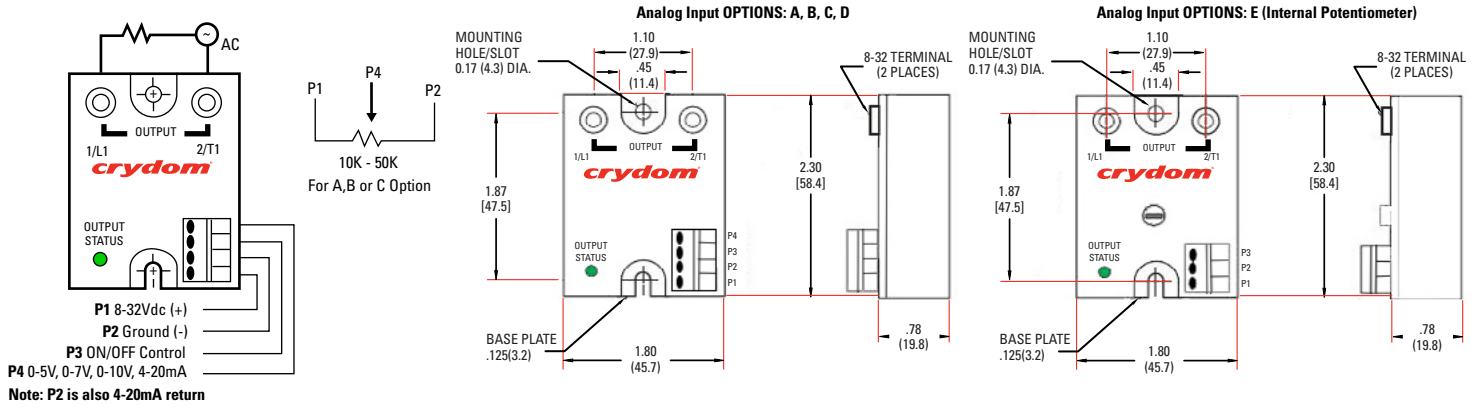 AC
OUTPUT
1/L1
2/T1
crydom
OUTPUT
STATUS
P1 8-32Vdc (+)
P2 Ground (-)
P3 ON/OFF Control
P4 0-5V, 0-7V, 0-10V, 4-20mA
Note: P2 is also 4-20mA return
P1
P4
P2
10K - 50K
For A,B or C Option
Analog Input OPTIONS: A, B, C, D
MOUNTING
HOLE/SLOT
0.17 (4.3) DIA.
1.10
(27.9)
.45
(11.4)
8-32 TERMINAL
(2 PLACES)
1/L1
OUTPUT
2/T1
crydom
1.87
[47.5]
2.30
[58.4]
OUTPUT
STATUS
P4
P3
P2
P1
BASE PLATE
.125(3.2)
1.80
(45.7)
.78
(19.8)
Analog Input OPTIONS: E (Internal Potentiometer)
MOUNTING
HOLE/SLOT
0.17 (4.3) DIA.
1.10
(27.9)
.45
(11.4)
8-32 TERMINAL
(2 PLACES)
1/L1
OUTPUT
2/T1
crydom
1.87
[47.5]
2.30
[58.4]
OUTPUT
STATUS
P3
P2
P1
BASE PLATE
.125(3.2)
1.80
(45.7)
.78
(19.8)